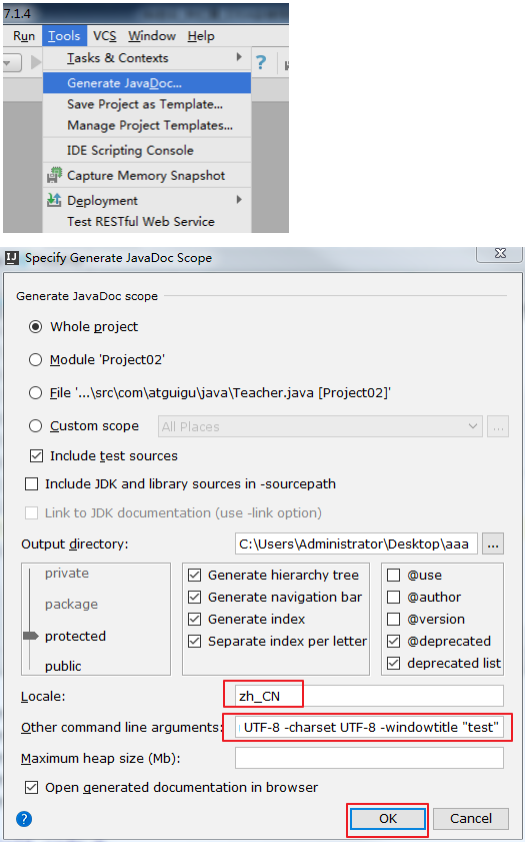 7.1.4
Run Tools VCS Window Help
Tasks & Contexts
Generate JavaDoc...
Save Project as Template...
Manage Project Templates...
IDE Scripting Console
Capture Memory Snapshot
Deployment
Test RESTful Web Service
Specify Generate JavaDoc Scope
Generate JavaDoc scope
Whole project
Module 'Project02'
File '...\src\com\atguigu\java\Teacher.java [Project02]'
Custom scope All Places ...
Include test sources
Include JDK and library sources in -sourcepath
Link to JDK documentation (use -link option)
Output directory: C:\Users\Administrator\Desktop\aaa ...
private Generate hierarchy tree @use
package Generate navigation bar @author
Generate index @version
protected Separate index per letter @deprecated
public deprecated list
Locale: zh_CN
Other command line arguments: UTF-8 -charset UTF-8 -windowtitle "test"
Maximum heap size (Mb):
Open generated documentation in browser
? OK Cancel